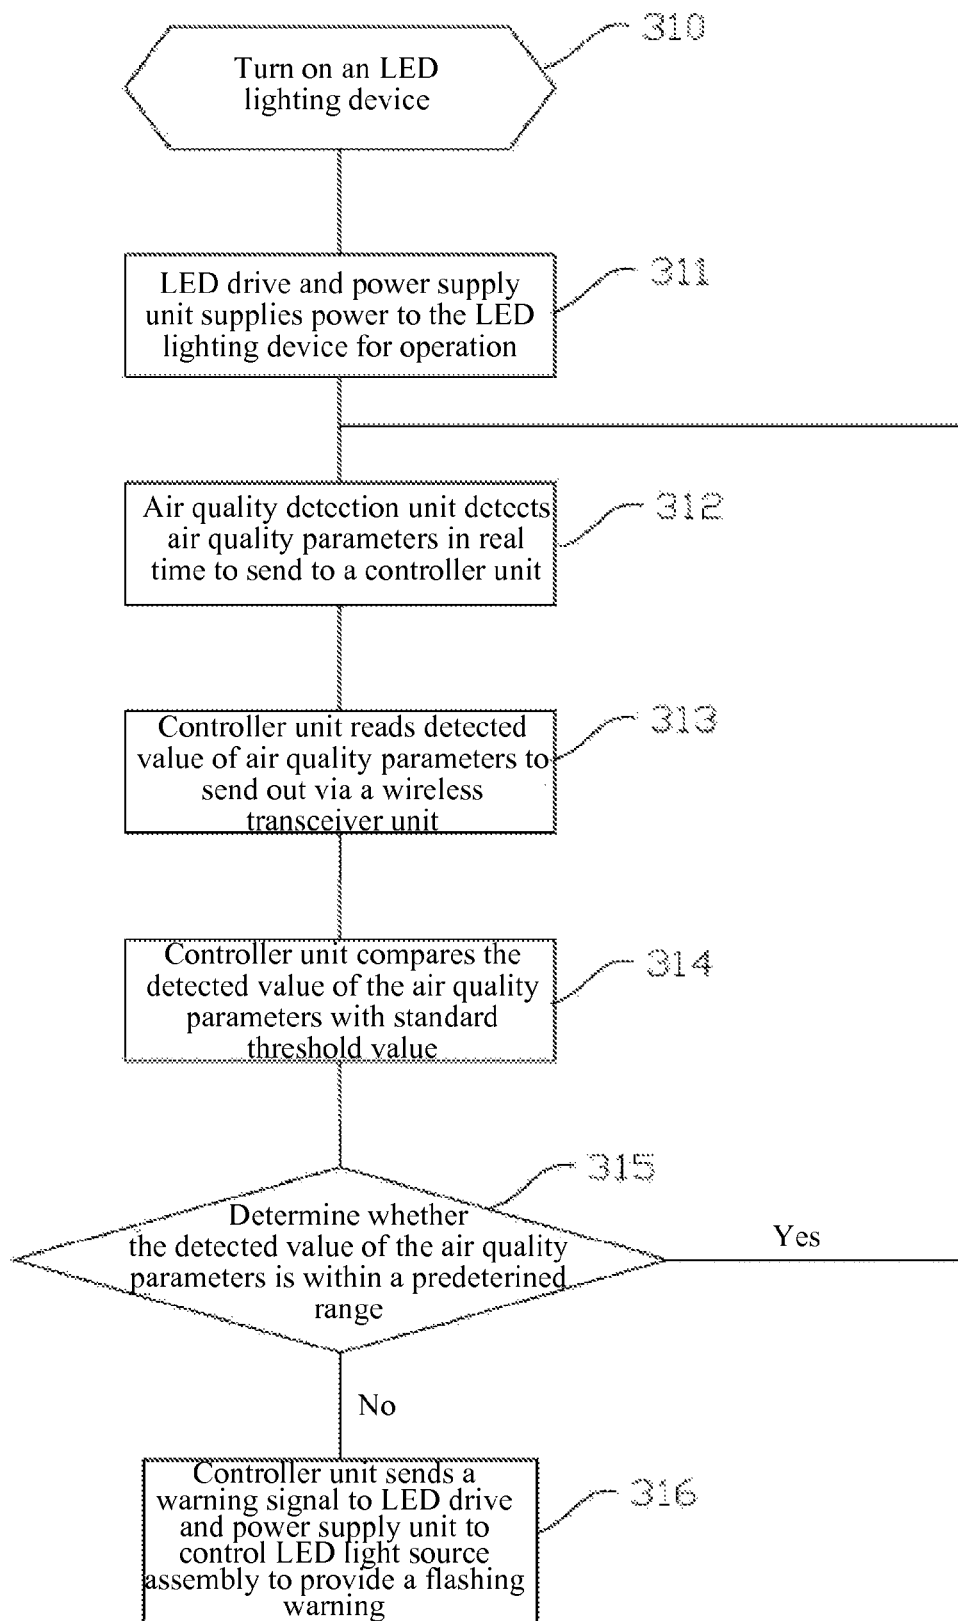 310
Turn on an LED
lighting device
311
LED drive and power supply
unit supplies power to the LED
lighting device for operation
312
Air quality detection unit detects
air quality parameters in real
time to send to a controller unit
313
Controller unit reads detected
value of air quality parameters to
send out via a wireless
transceiver unit
314
Controller unit compares the
detected value of the air quality
parameters with standard
threshold value
315
Determine whether
the detected value of the air quality
parameters is within a predeterined
range
Yes
No
316
Controller unit sends a
warning signal to LED drive
and power supply unit to
control LED light source
assembly to provide a flashing
warning